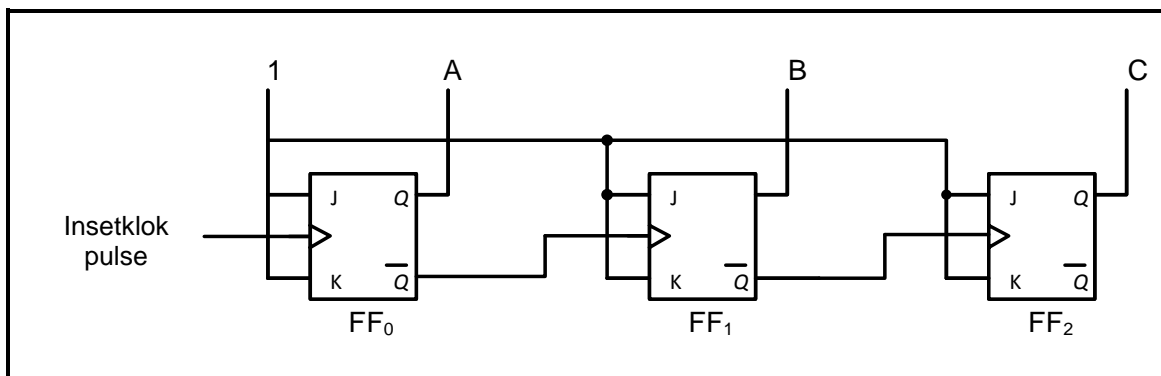 1 A B C
J Q J Q J Q
Insetklok
pulse
K Q̅ K Q̅ K Q̅
FF₀ FF₁ FF₂